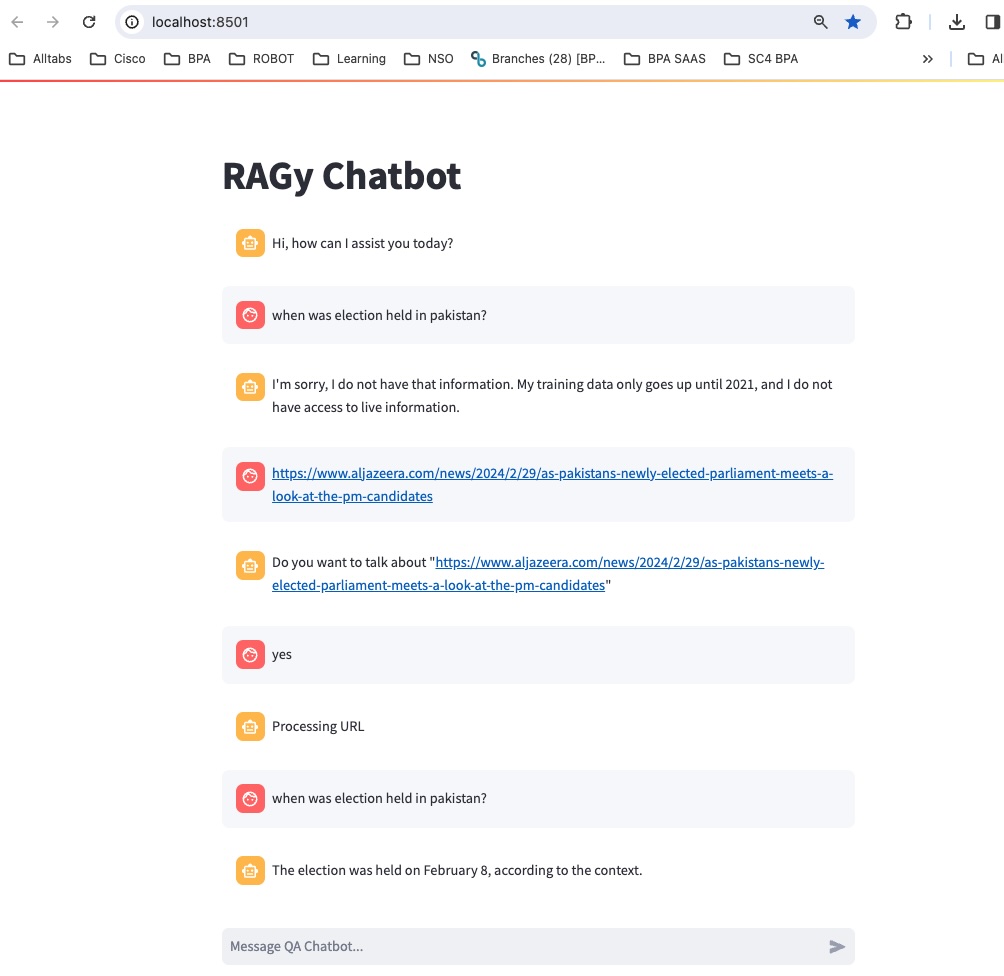 localhost:8501
Alltabs Cisco BPA ROBOT Learning NSO Branches (28) [BP... BPA SAAS SC4 BPA » Al
RAGy Chatbot
Hi, how can I assist you today?
when was election held in pakistan?
I'm sorry, I do not have that information. My training data only goes up until 2021, and I do not
have access to live information.
https://www.aljazeera.com/news/2024/2/29/as-pakistans-newly-elected-parliament-meets-a-
look-at-the-pm-candidates
Do you want to talk about "https://www.aljazeera.com/news/2024/2/29/as-pakistans-newly-
elected-parliament-meets-a-look-at-the-pm-candidates"
yes
Processing URL
when was election held in pakistan?
The election was held on February 8, according to the context.
Message QA Chatbot...